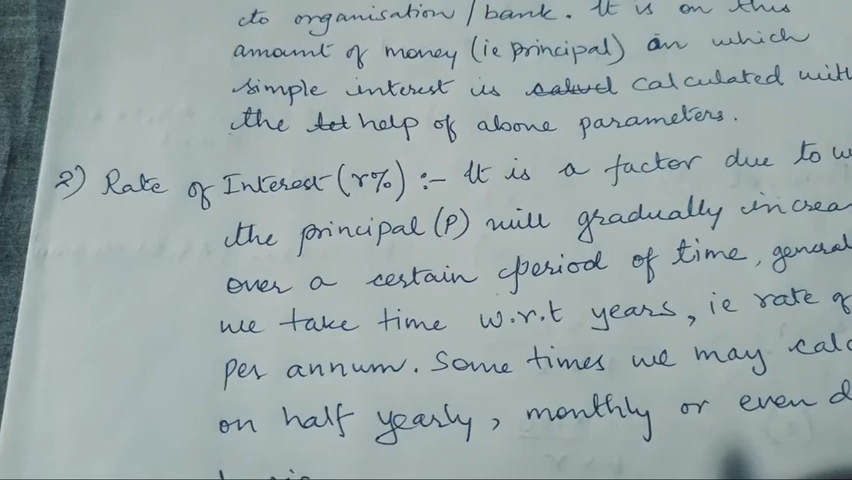 to organisation/bank. It is on this
amount of money (ie principal) on which
simple interest is calculated with
the help of above parameters.
2) Rate of Interest (r%) :- It is a factor due to w
the principal (P) will gradually increa
over a certain period of time, general
we take time w.r.t years, ie rate of
per annum. Some times we may calc
on half yearly, monthly or even d